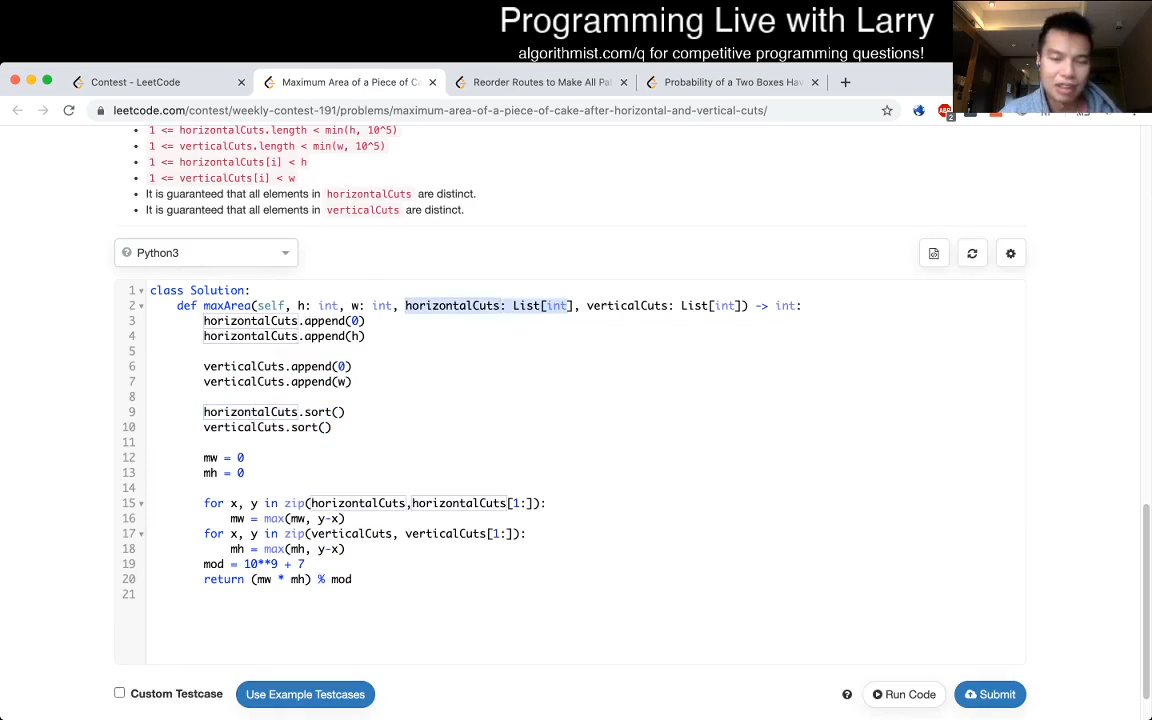 Programming Live with Larry
algorithmist.com/q for competitive programming questions!
Contest - LeetCode
Maximum Area of a Piece of Ca
Reorder Routes to Make All Pat
Probability of a Two Boxes Hav
leetcode.com/contest/weekly-contest-191/problems/maximum-area-of-a-piece-of-cake-after-horizontal-and-vertical-cuts/
1 <= horizontalCuts.length < min(h, 10^5)
1 <= verticalCuts.length < min(w, 10^5)
1 <= horizontalCuts[i] < h
1 <= verticalCuts[i] < w
It is guaranteed that all elements in horizontalCuts are distinct.
It is guaranteed that all elements in verticalCuts are distinct.
Python3
1 class Solution:
2 def maxArea(self, h: int, w: int, horizontalCuts: List[int], verticalCuts: List[int]) -> int:
3 horizontalCuts.append(0)
4 horizontalCuts.append(h)
5
6 verticalCuts.append(0)
7 verticalCuts.append(w)
8
9 horizontalCuts.sort()
10 verticalCuts.sort()
11
12 mw = 0
13 mh = 0
14
15 for x, y in zip(horizontalCuts,horizontalCuts[1:]):
16 mw = max(mw, y-x)
17 for x, y in zip(verticalCuts, verticalCuts[1:]):
18 mh = max(mh, y-x)
19 mod = 10**9 + 7
20 return (mw * mh) % mod
21
Custom Testcase
Use Example Testcases
Run Code
Submit